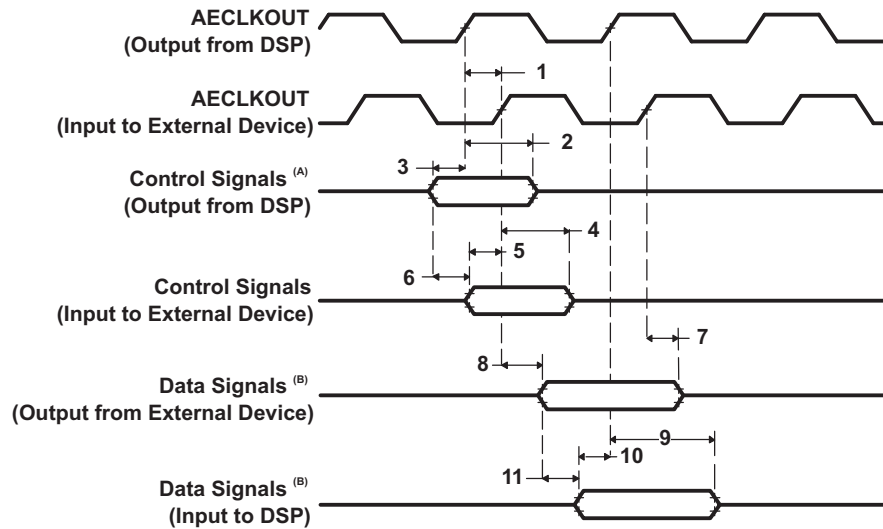 AECLKOUT
(Output from DSP)
1
AECLKOUT
(Input to External Device)
2
3
Control Signals (A)
(Output from DSP)
4
5
6
Control Signals
(Input to External Device)
7
8
Data Signals (B)
(Output from External Device)
9
10
11
Data Signals (B)
(Input to DSP)